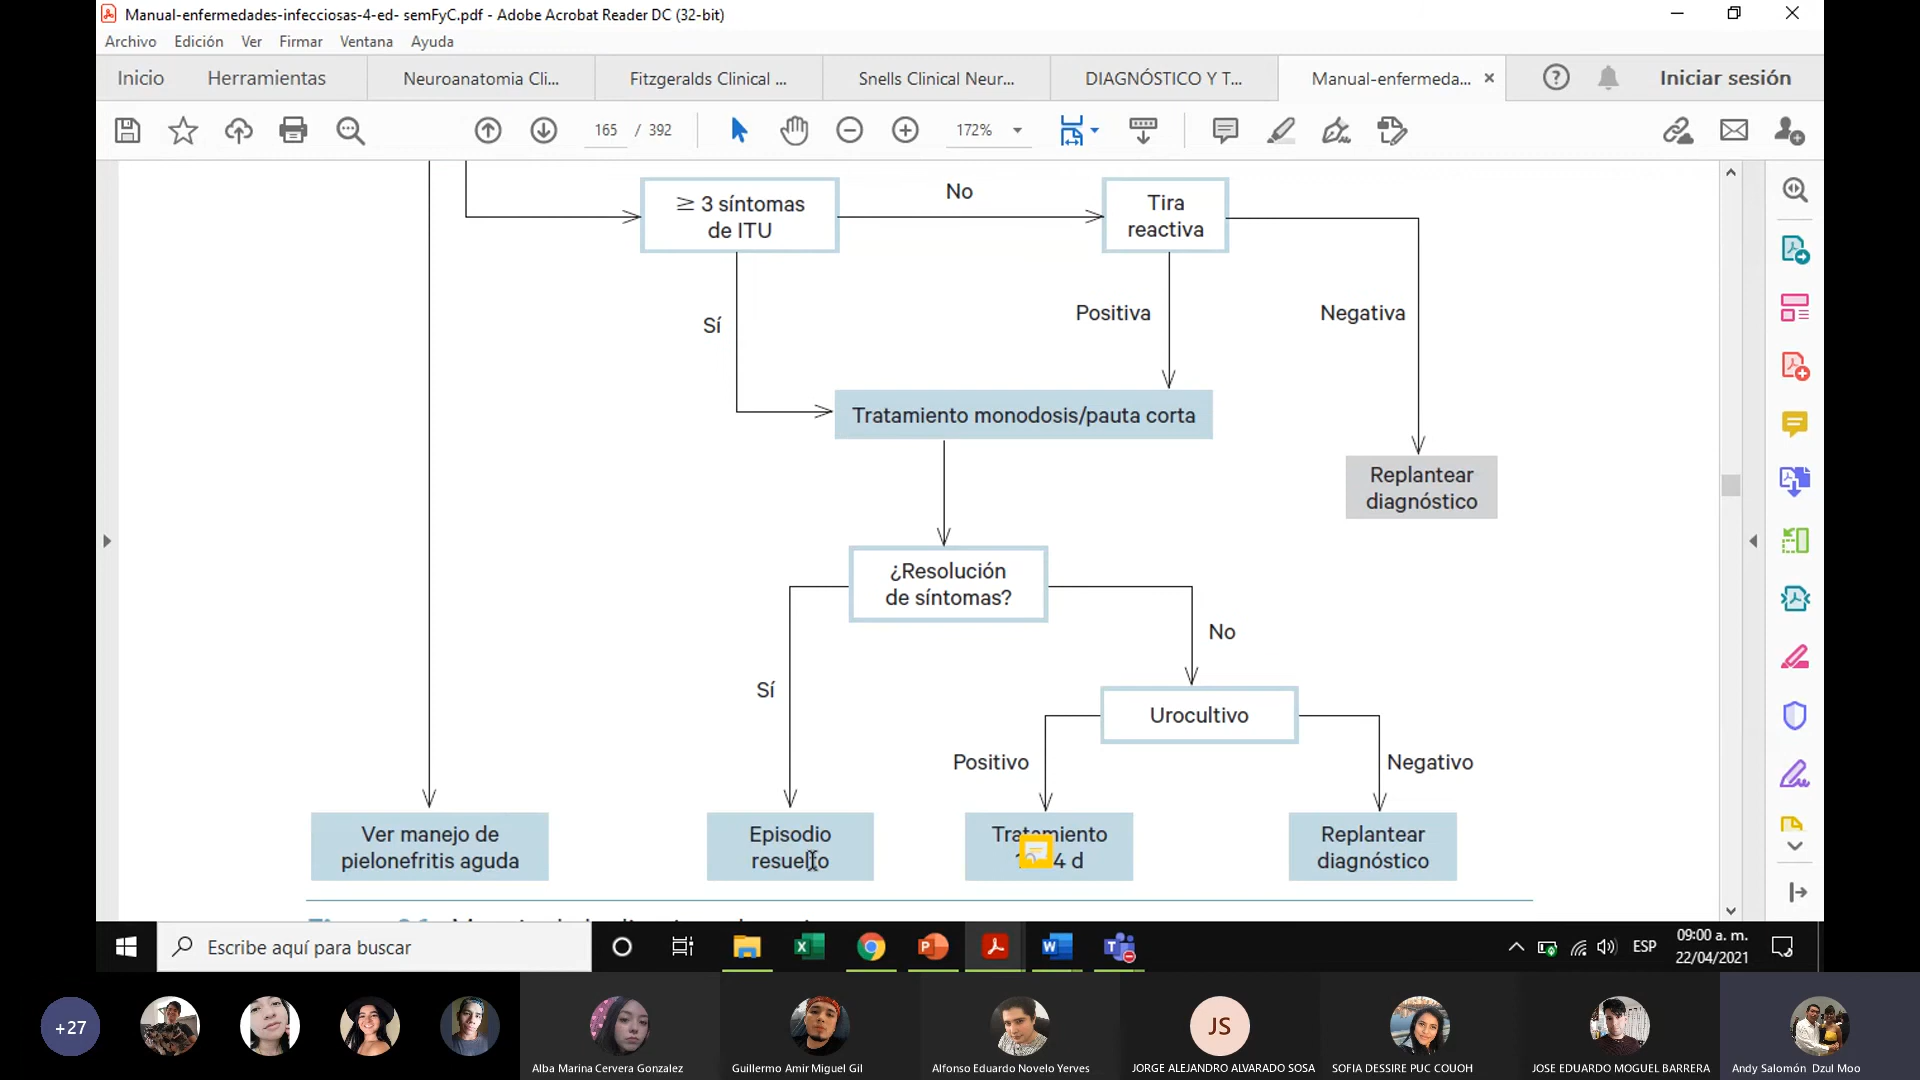 Manual-enfermedades-infecciosas-4-ed- semFyC.pdf - Adobe Acrobat Reader DC (32-bit)
Archivo Edición Ver Firmar Ventana Ayuda
Inicio Herramientas Neuroanatomia Cli... Fitzgeralds Clinical ... Snells Clinical Neur... DIAGNÓSTICO Y T... Manual-enfermeda... × Iniciar sesión
165 / 392 172%
≥ 3 síntomas
de ITU
No
Tira
reactiva
Sí
Positiva
Negativa
Tratamiento monodosis/pauta corta
Replantear
diagnóstico
¿Resolución
de síntomas?
No
Sí
Urocultivo
Positivo
Negativo
Ver manejo de
pielonefritis aguda
Episodio
resuelto
Tratamiento
4 d
Replantear
diagnóstico
Escribe aquí para buscar
ESP
09:00 a. m.
22/04/2021
+27
JS
Alba Marina Cervera Gonzalez
Guillermo Amir Miguel Gil
Alfonso Eduardo Novelo Yerves
JORGE ALEJANDRO ALVARADO SOSA
SOFIA DESSIRE PUC COUOH
JOSE EDUARDO MOGUEL BARRERA
Andy Salomón Dzul Moo